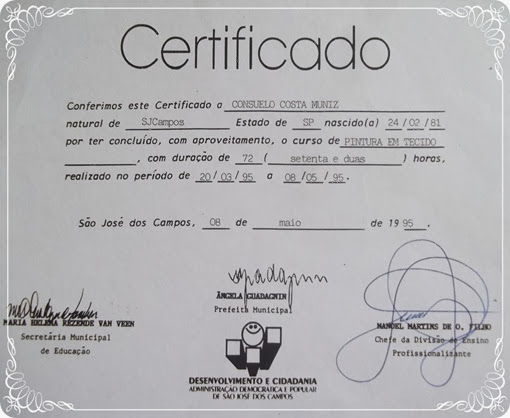 Certificado
Conferimos este Certificado a CONSUELO COSTA MUNIZ
natural de SJCampos Estado de SP nascido(a) 24/02/81
por ter concluído, com aproveitamento, o curso de PINTURA EM TECIDO
, com duração de 72 ( setenta e duas ) horas,
realizado no período de 20/03/95 a 08/05/95.
São José dos Campos, 08 de maio de 1995.
ÂNGELA GUADAGNIN
Prefeita Municipal
MARIA HELENA REZENDE VAN VEEN
Secretária Municipal
de Educação
MANOEL MARTINS DE O. FILHO
Chefe da Divisão de Ensino
Profissionalizante
DESENVOLVIMENTO E CIDADANIA
ADMINISTRAÇÃO DEMOCRÁTICA E POPULAR
DE SÃO JOSÉ DOS CAMPOS